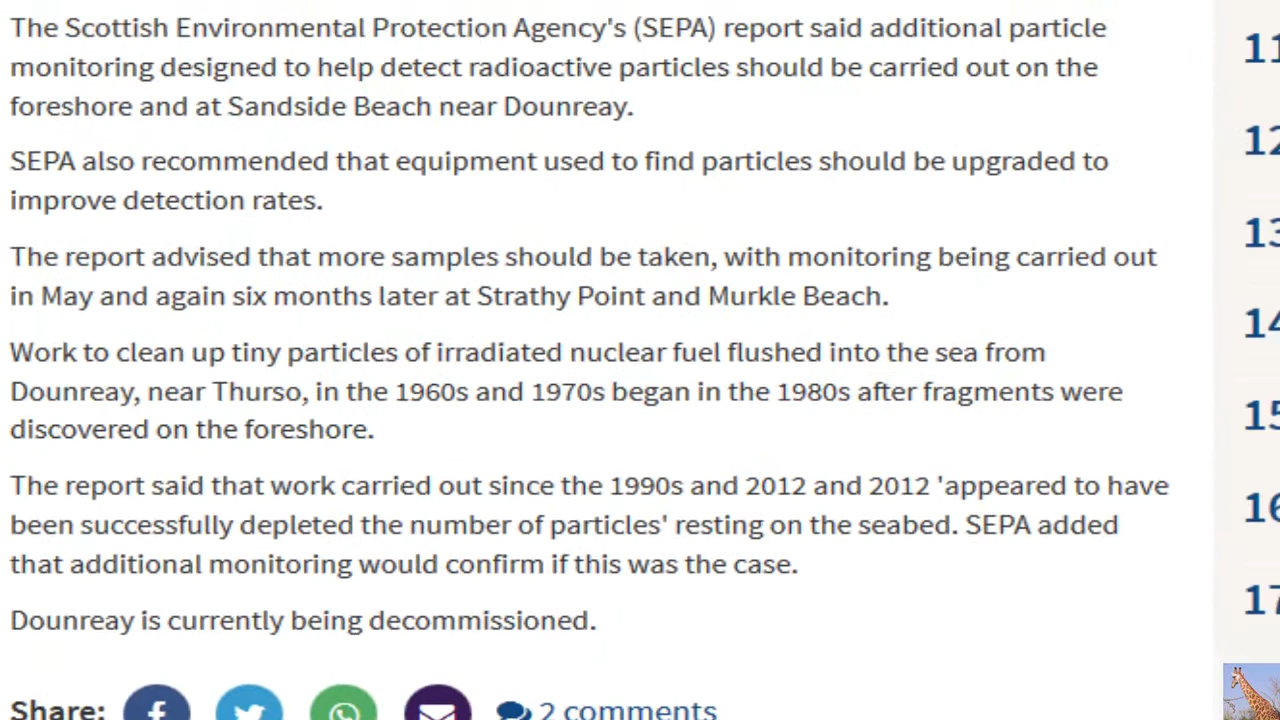 The Scottish Environmental Protection Agency's (SEPA) report said additional particle
monitoring designed to help detect radioactive particles should be carried out on the
foreshore and at Sandside Beach near Dounreay.
SEPA also recommended that equipment used to find particles should be upgraded to
improve detection rates.
The report advised that more samples should be taken, with monitoring being carried out
in May and again six months later at Strathy Point and Murkle Beach.
Work to clean up tiny particles of irradiated nuclear fuel flushed into the sea from
Dounreay, near Thurso, in the 1960s and 1970s began in the 1980s after fragments were
discovered on the foreshore.
The report said that work carried out since the 1990s and 2012 and 2012 'appeared to have
been successfully depleted the number of particles' resting on the seabed. SEPA added
that additional monitoring would confirm if this was the case.
Dounreay is currently being decommissioned.
Share: 2 comments
11
12
13
14
15
16
17